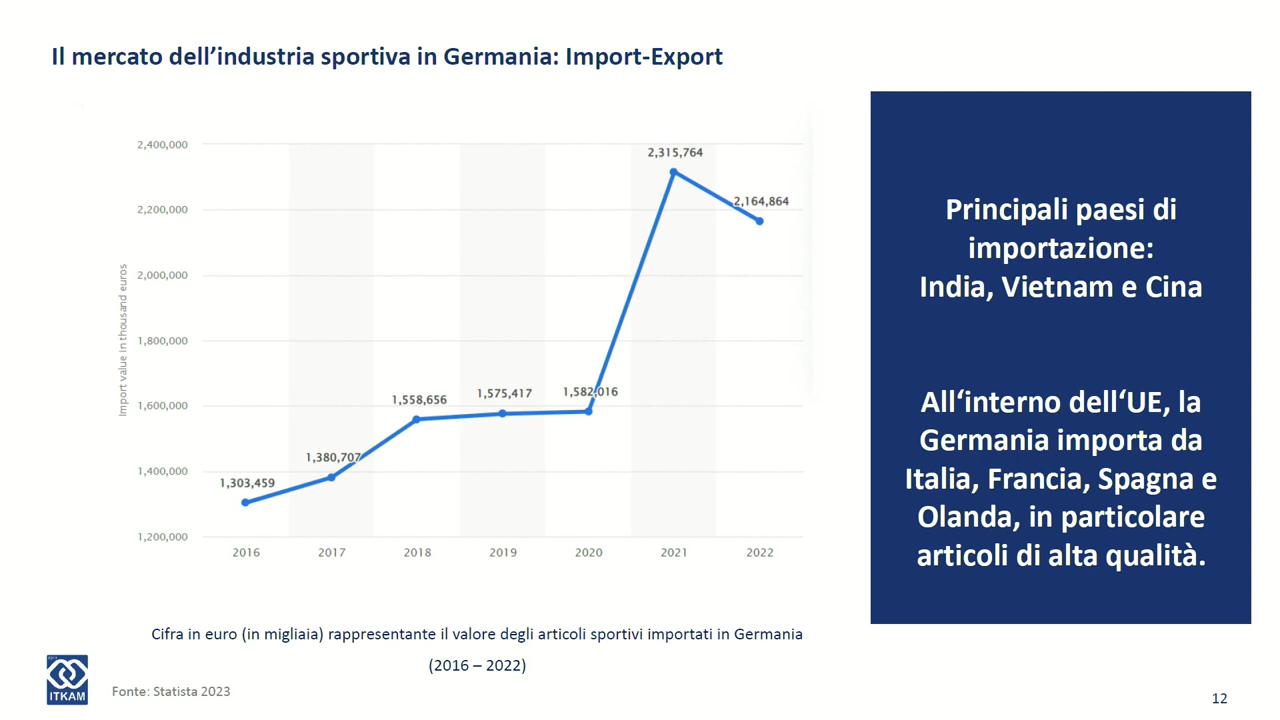 Il mercato dell’industria sportiva in Germania: Import-Export
2,400,000
2,200,000
2,000,000
1,800,000
1,600,000
1,400,000
1,200,000
Import value in thousand euros
1,303,459
1,380,707
1,558,656
1,575,417
1,582,016
2,315,764
2,164,864
2016 2017 2018 2019 2020 2021 2022
Principali paesi di
importazione:
India, Vietnam e Cina
All‘interno dell‘UE, la
Germania importa da
Italia, Francia, Spagna e
Olanda, in particolare
articoli di alta qualità.
Cifra in euro (in migliaia) rappresentante il valore degli articoli sportivi importati in Germania
(2016 – 2022)
ITKAM
Fonte: Statista 2023
12